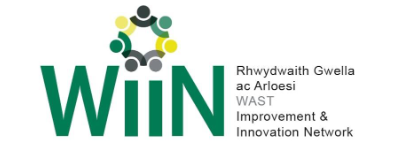 WiiN
Rhwydwaith Gwella
ac Arloesi
WAST
Improvement &
Innovation Network